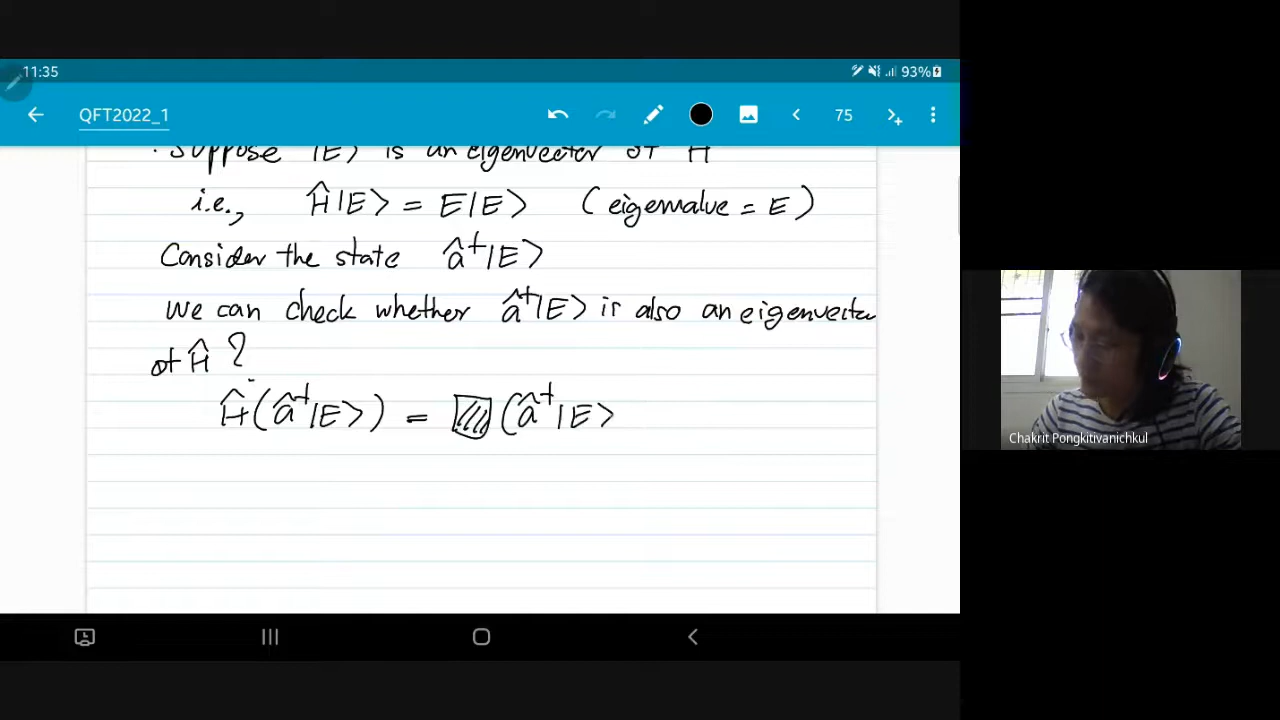 11:35
93%
QFT2022_1
75
· Suppose |E> is an eigenvector of Ĥ
i.e., Ĥ|E> = E|E> (eigenvalue = E)
Consider the state â†|E>
We can check whether â†|E> is also an eigenvector
of Ĥ ?
Ĥ(â†|E>) = ▨ (â†|E>
Chakrit Pongkitivanichkul